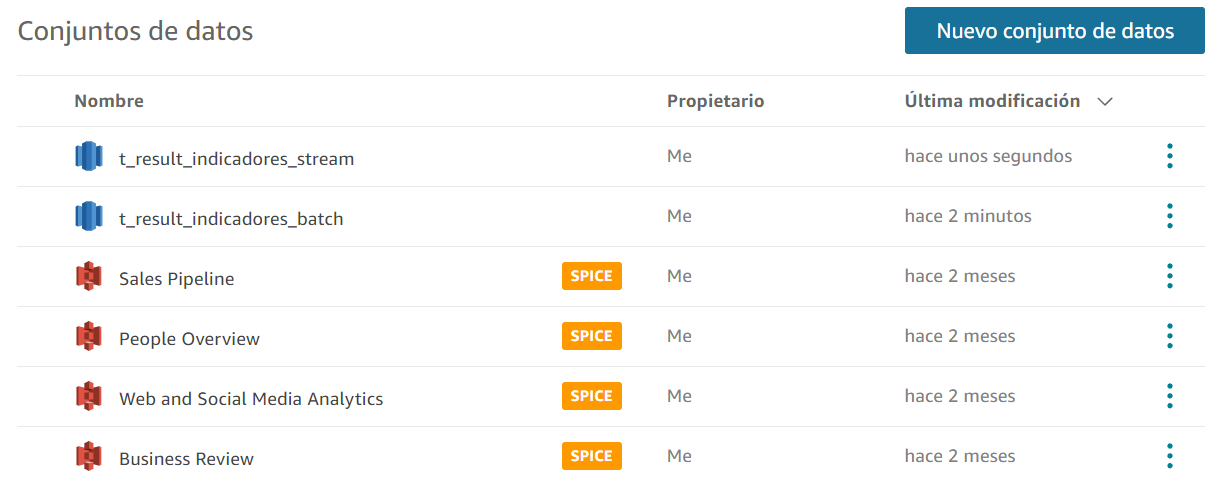 Conjuntos de datos
Nuevo conjunto de datos
Nombre Propietario Última modificación
t_result_indicadores_stream Me hace unos segundos
t_result_indicadores_batch Me hace 2 minutos
Sales Pipeline SPICE Me hace 2 meses
People Overview SPICE Me hace 2 meses
Web and Social Media Analytics SPICE Me hace 2 meses
Business Review SPICE Me hace 2 meses